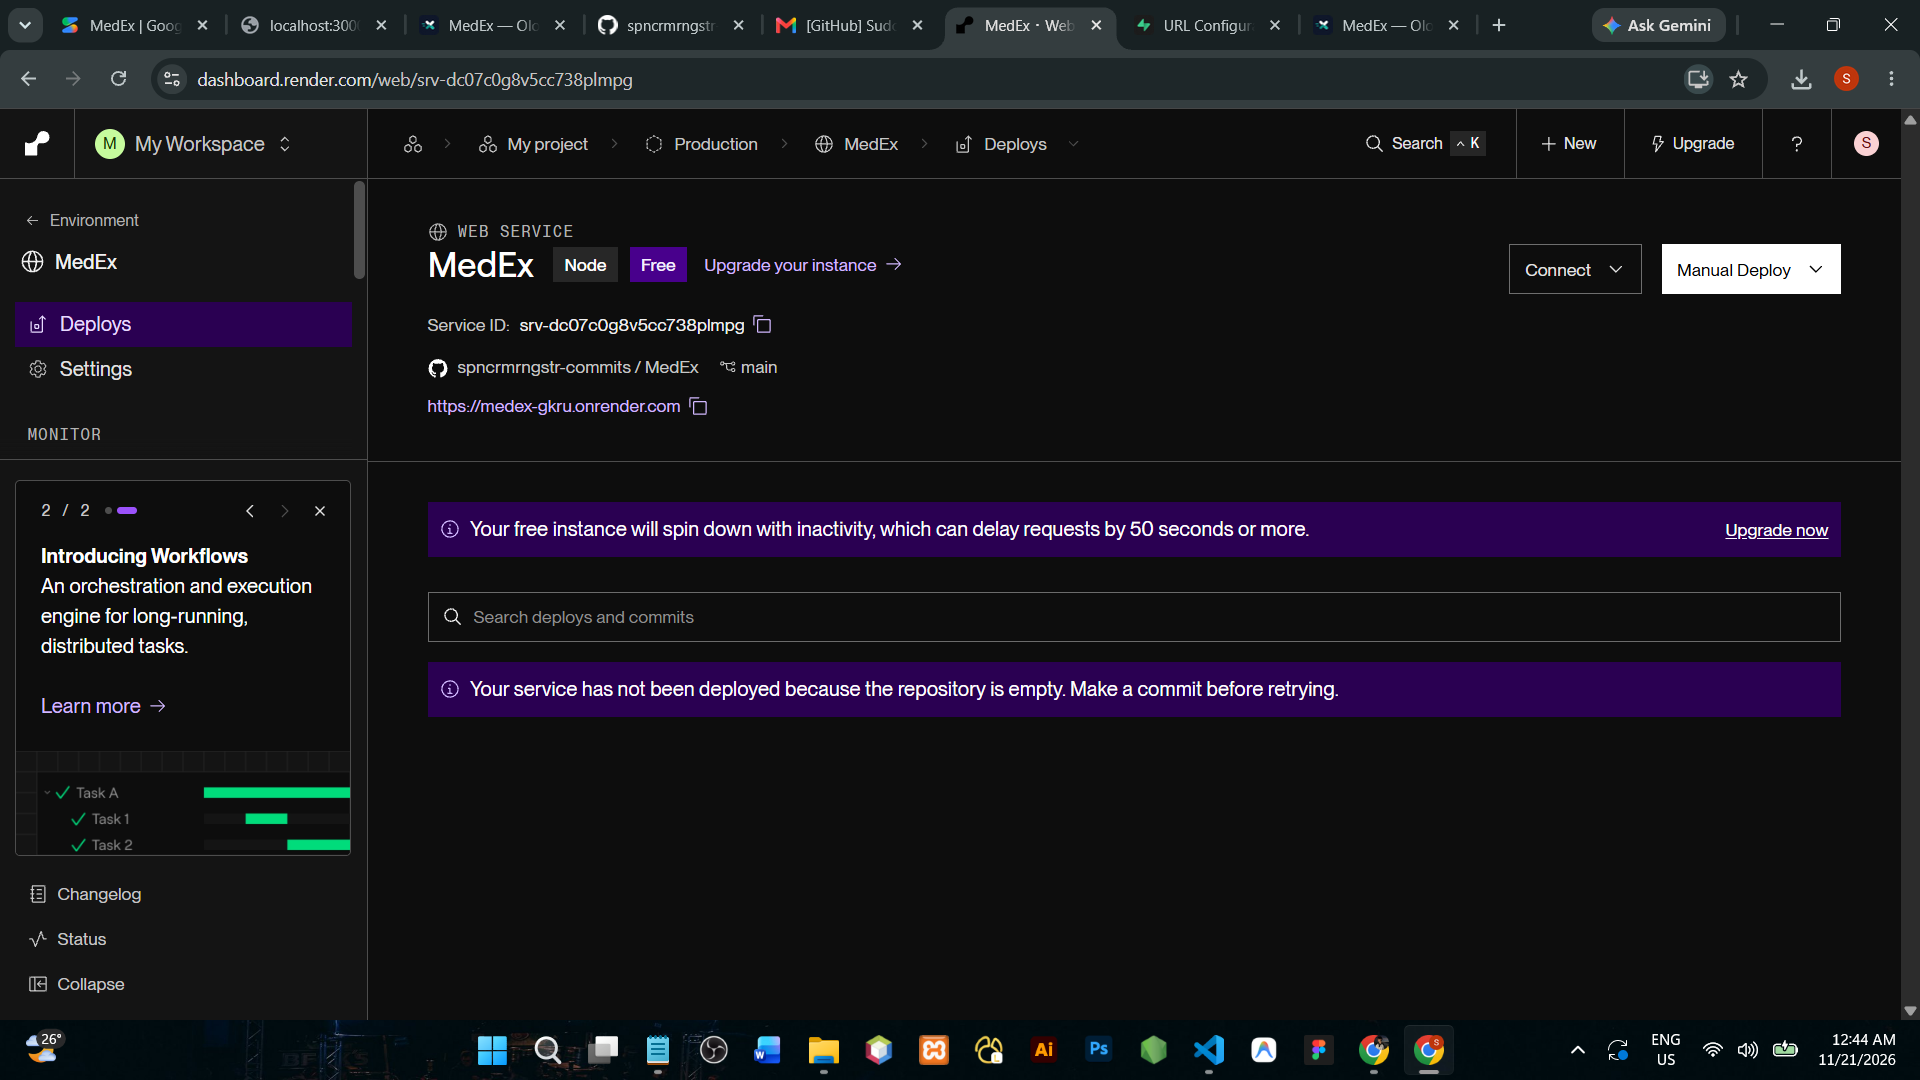 MedEx | Goog
localhost:300
MedEx — Olo
spncrmrngstr
[GitHub] Sudo
MedEx · Web
URL Configur
MedEx — Olo
Ask Gemini
dashboard.render.com/web/srv-dc07c0g8v5cc738plmpg
S
M My Workspace
My project
Production
MedEx
Deploys
Search
K
New
Upgrade
?
S
Environment
MedEx
Deploys
Settings
MONITOR
2 / 2
Introducing Workflows
An orchestration and execution
engine for long-running,
distributed tasks.
Learn more
Task A
Task 1
Task 2
Changelog
Status
Collapse
WEB SERVICE
MedEx Node Free Upgrade your instance
Connect
Manual Deploy
Service ID: srv-dc07c0g8v5cc738plmpg
spncrmrngstr-commits / MedEx main
https://medex-gkru.onrender.com
Your free instance will spin down with inactivity, which can delay requests by 50 seconds or more.
Upgrade now
Search deploys and commits
Your service has not been deployed because the repository is empty. Make a commit before retrying.
26°
Ai
Ps
ENG
US
12:44 AM
11/21/2026